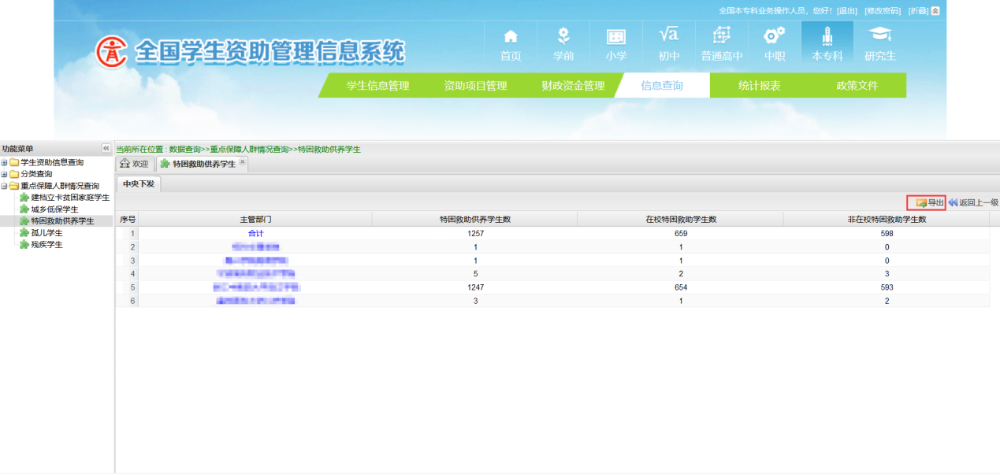 全国本专科业务操作人员，您好！[退出] [修改密码] [折叠]
全国学生资助管理信息系统
首页 学前 小学 初中 普通高中 中职 本专科 研究生
学生信息管理 资助项目管理 财政资金管理 信息查询 统计报表 政策文件
功能菜单
学生资助信息查询
分类查询
重点保障人群情况查询
建档立卡贫困家庭学生
城乡低保学生
特困救助供养学生
孤儿学生
残疾学生
当前所在位置 : 数据查询>>重点保障人群情况查询>>特困救助供养学生
欢迎 特困救助供养学生
中央下发
导出 返回上一级
序号 主管部门 特困救助供养学生数 在校特困救助学生数 非在校特困救助学生数
1 合计 1257 659 598
2 1 1 0
3 1 1 0
4 5 2 3
5 1247 654 593
6 3 1 2